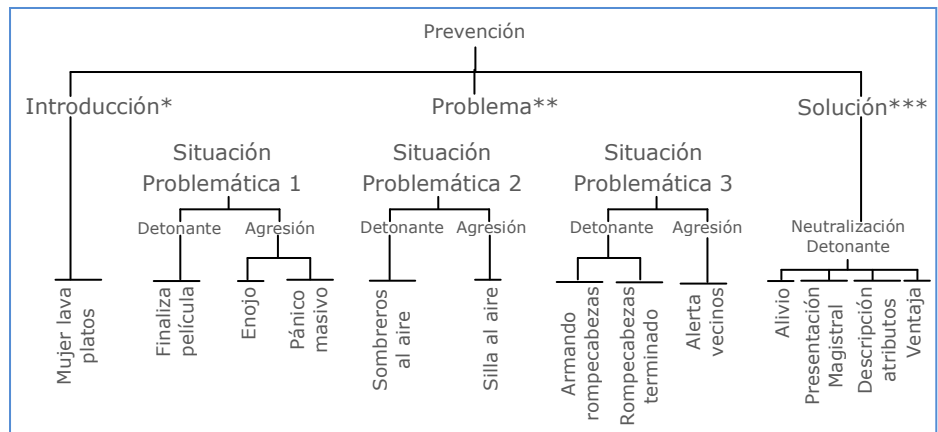 Prevención
Introducción*
Problema**
Solución***
Situación
Problemática 1
Situación
Problemática 2
Situación
Problemática 3
Detonante
Agresión
Detonante
Agresión
Detonante
Agresión
Neutralización
Detonante
Mujer lava
platos
Finaliza
película
Enojo
Pánico
masivo
Sombreros
al aire
Silla al aire
Armando
rompecabezas
Rompecabezas
terminado
Alerta
vecinos
Alivio
Presentación
Magistral
Descripción
atributos
Ventaja